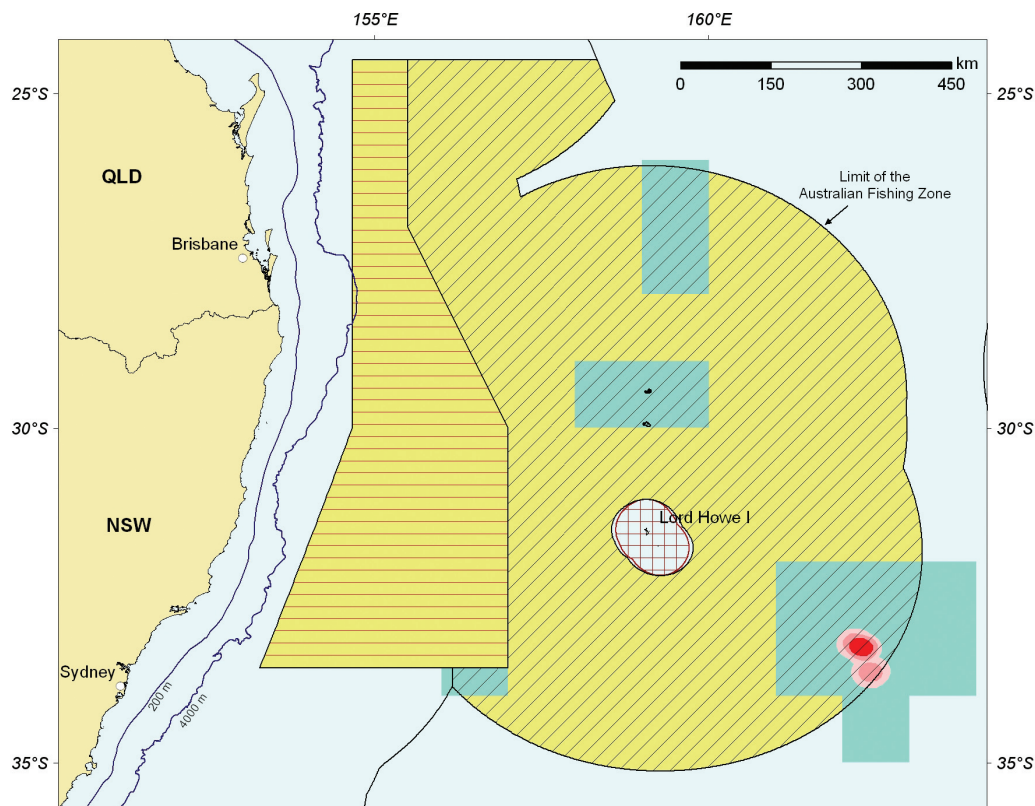 155°E 160°E
km
0 150 300 450
25°S 25°S
QLD
Limit of the
Australian Fishing Zone
Brisbane
30°S 30°S
NSW
Lord Howe I
Sydney
200 m
4000 m
35°S 35°S